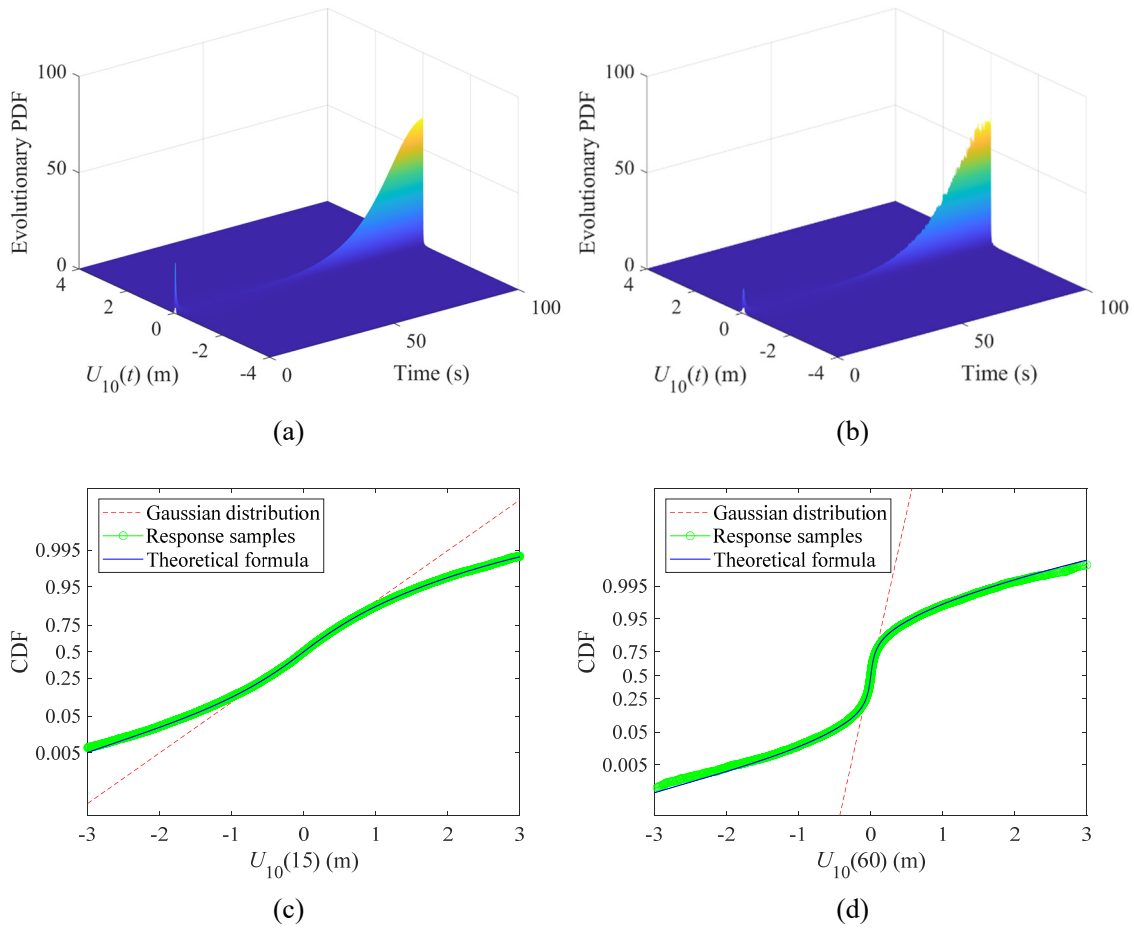 100
50
0
Evolutionary PDF
4
2
0
-2
-4
U10(t) (m)
0
50
100
Time (s)
(a)
100
50
0
Evolutionary PDF
4
2
0
-2
-4
U10(t) (m)
0
50
100
Time (s)
(b)
Gaussian distribution
Response samples
Theoretical formula
0.995
0.95
0.75
0.5
0.25
0.05
0.005
CDF
-3 -2 -1 0 1 2 3
U10(15) (m)
(c)
Gaussian distribution
Response samples
Theoretical formula
0.995
0.95
0.75
0.5
0.25
0.05
0.005
CDF
-3 -2 -1 0 1 2 3
U10(60) (m)
(d)